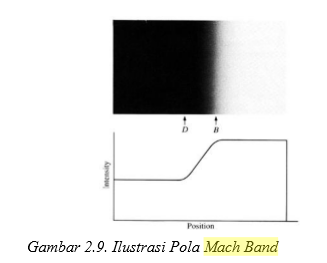 D B
Intensity
Position
Gambar 2.9. Ilustrasi Pola Mach Band